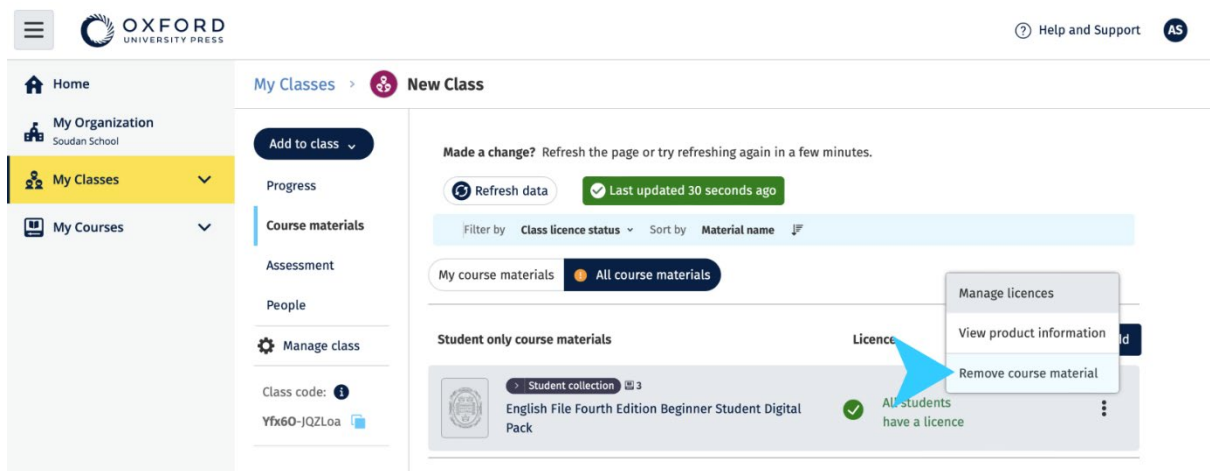 OXFORD
UNIVERSITY PRESS
Help and Support
AS
Home
My Organization
Soudan School
My Classes
My Courses
My Classes > New Class
Add to class
Progress
Course materials
Assessment
People
Manage class
Class code:
Yfx6O-JQZLoa
Made a change? Refresh the page or try refreshing again in a few minutes.
Refresh data
Last updated 30 seconds ago
Filter by Class licence status Sort by Material name
My course materials
All course materials
Manage licences
View product information
Remove course material
Student only course materials
Licence
Student collection 3
English File Fourth Edition Beginner Student Digital
Pack
All students
have a licence